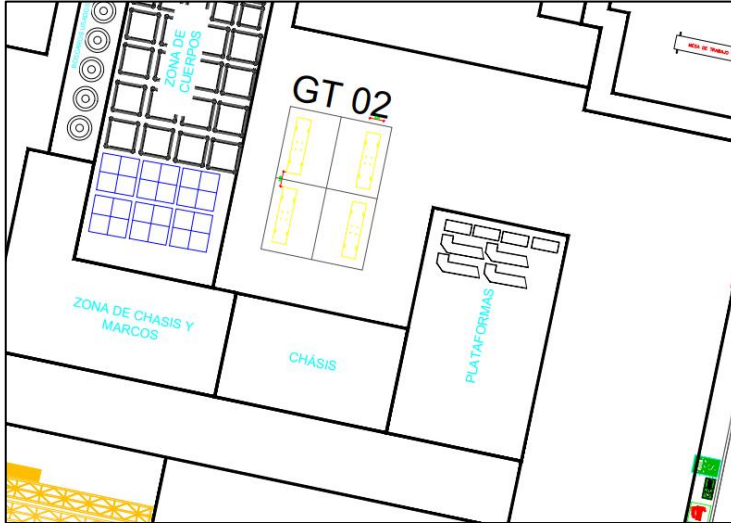 ZONA DE
CUERPOS
GT 02
MESA DE TRABAJO
ZONA DE CHASIS Y
MARCOS
CHÁSIS
PLATAFORMAS